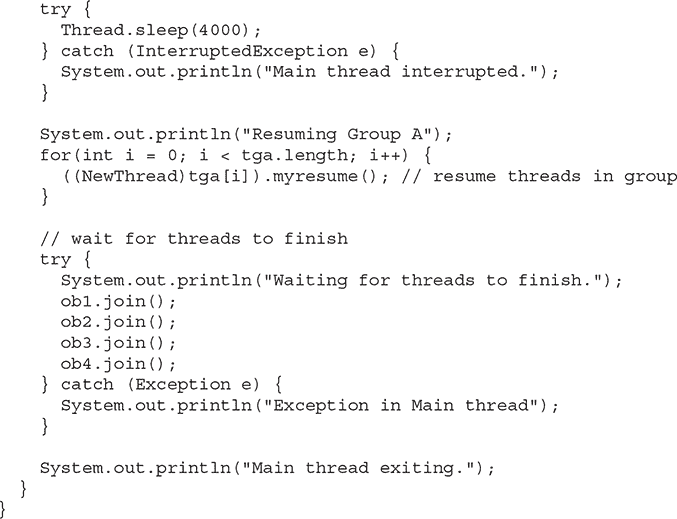 try {
      Thread.sleep(4000);
    } catch (InterruptedException e) {
      System.out.println("Main thread interrupted.");
    }

    System.out.println("Resuming Group A");
    for(int i = 0; i < tga.length; i++) {
      ((NewThread)tga[i]).myresume(); // resume threads in group
    }

    // wait for threads to finish
    try {
      System.out.println("Waiting for threads to finish.");
      ob1.join();
      ob2.join();
      ob3.join();
      ob4.join();
    } catch (Exception e) {
      System.out.println("Exception in Main thread");
    }

    System.out.println("Main thread exiting.");
  }
}